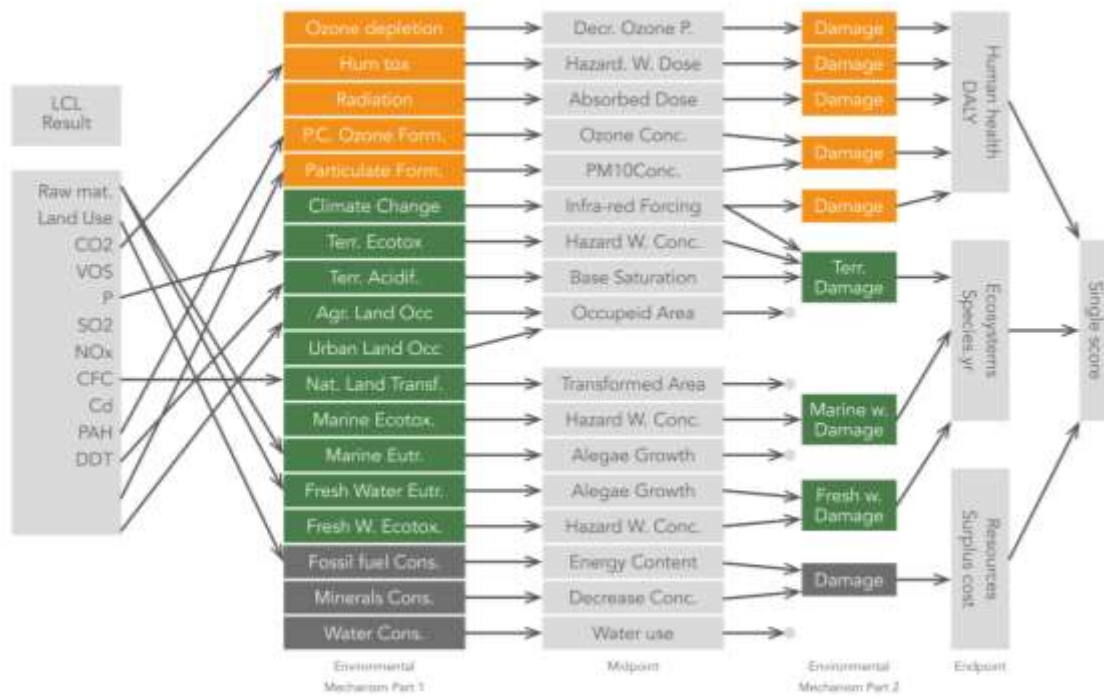 LCL
Result
Raw mat.
Land Use
CO2
VOS
P
SO2
NOx
CFC
Cd
PAH
DDT
Ozone depletion
Hum tox
Radiation
P.C. Ozone Form.
Particulate Form.
Climate Change
Terr. Ecotox
Terr. Acidif.
Agr. Land Occ
Urban Land Occ
Nat. Land Transf.
Marine Ecotox.
Marine Eutr.
Fresh Water Eutr.
Fresh W. Ecotox.
Fossil fuel Cons.
Minerals Cons.
Water Cons.
Environmental
Mechanism Part 1
Decr. Ozone P.
Hazard. W. Dose
Absorbed Dose
Ozone Conc.
PM10Conc.
Infra-red Forcing
Hazard W. Conc.
Base Saturation
Occupeid Area
Transformed Area
Hazard W. Conc.
Alegae Growth
Alegae Growth
Hazard W. Conc.
Energy Content
Decrease Conc.
Water use
Midpoint
Damage
Damage
Damage
Damage
Damage
Terr.
Damage
Marine w.
Damage
Fresh w.
Damage
Damage
Environmental
Mechanism Part 2
Human health
DALY
Ecosystems
Species.yr
Resources
Surplus cost
Endpoint
Single score